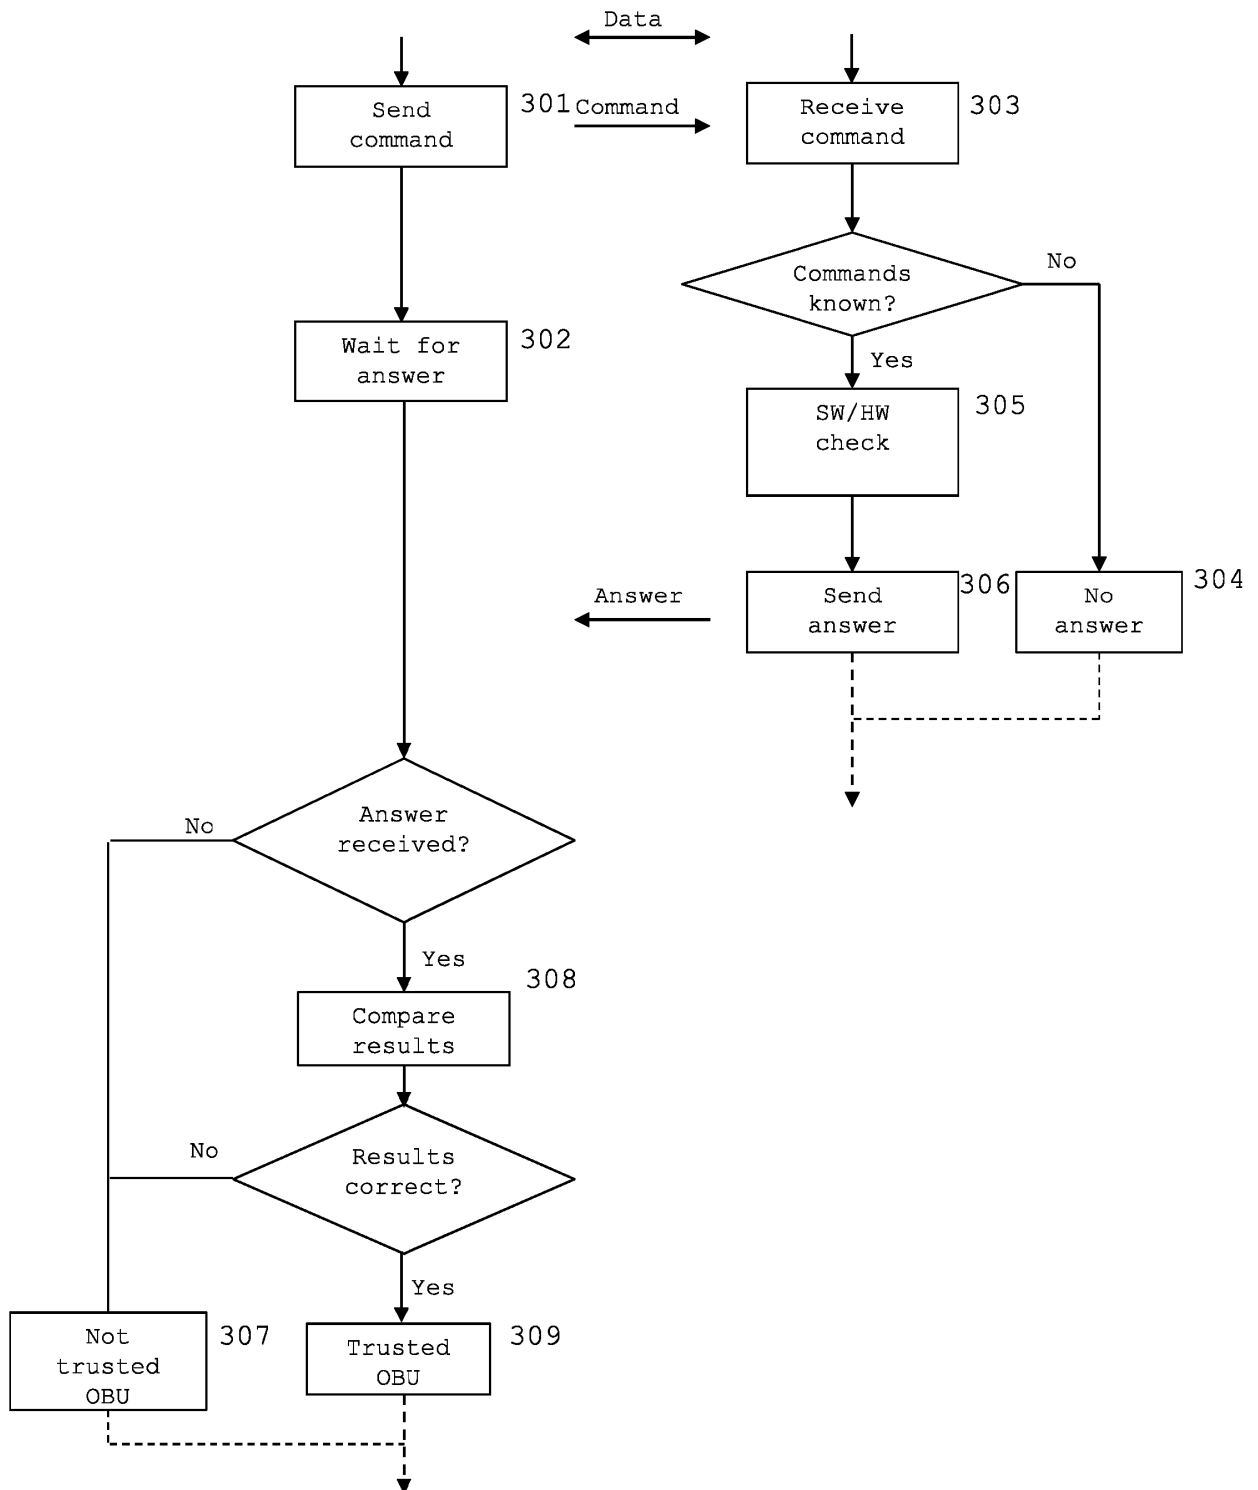 Data
Send
command
301
Command
Receive
command
303
Commands
known?
No
Wait for
answer
302
Yes
SW/HW
check
305
Answer
Send
answer
306
No
answer
304
Answer
received?
No
Yes
308
Compare
results
Results
correct?
No
Yes
Not
trusted
OBU
307
Trusted
OBU
309